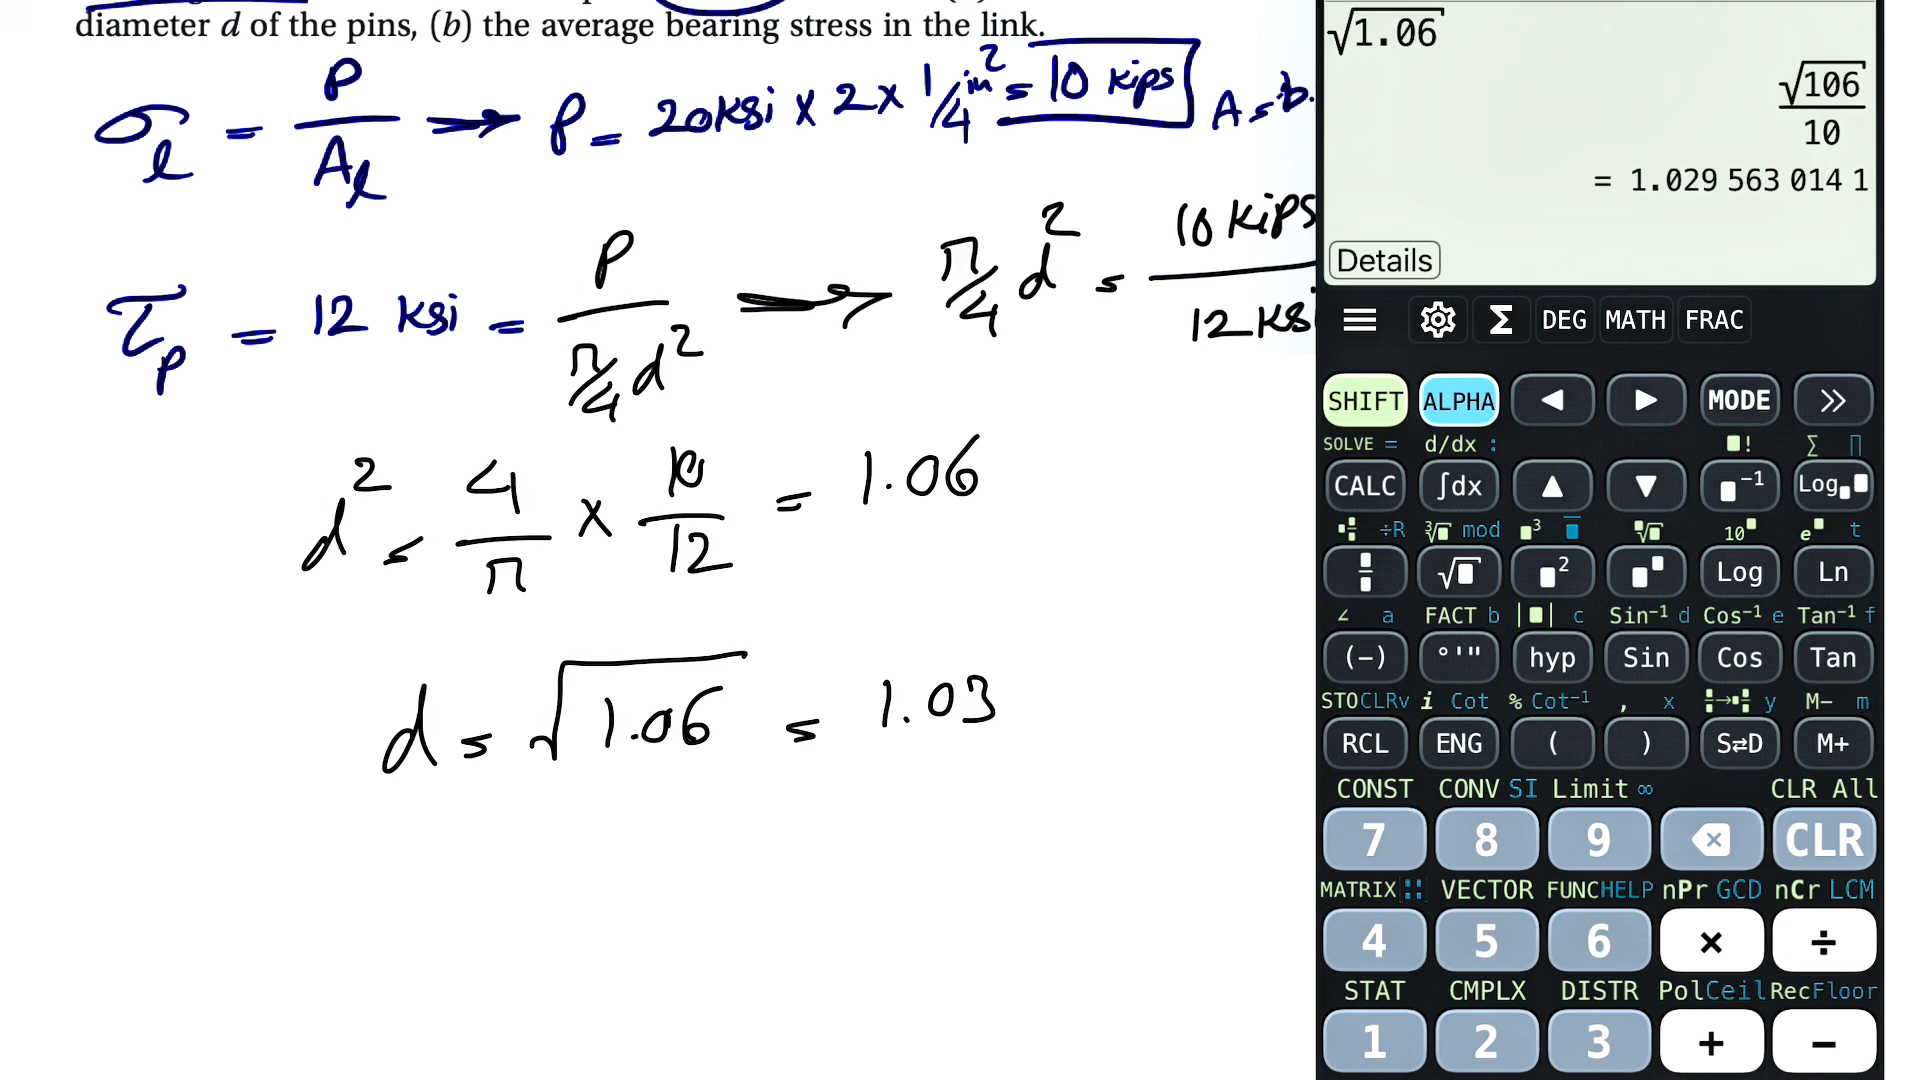 diameter d of the pins, (b) the average bearing stress in the link.
σ_l = P / A_l → P = 20ksi × 2 × 1/4 in² = 10 kips A = b.
τ_p = 12 ksi = P / (π/4 d²) → π/4 d² = 10 kips / 12 ksi
d² = 4/π × 10/12 = 1.06
d = √1.06 = 1.03
√1.06
√106
10
= 1.029 563 014 1
Details
☰ ⚙ Σ DEG MATH FRAC
SHIFT ALPHA ◀ ▶ MODE »
SOLVE = d/dx : ■! ∑ ∏
CALC ∫dx ▲ ▼ ■⁻¹ Log■■
÷R ³√■ mod ■³ ■√■ 10■ e■ t
√■ ■² ■■ Log Ln
∠ a FACT b |■| c Sin⁻¹ d Cos⁻¹ e Tan⁻¹ f
(−) °'" hyp Sin Cos Tan
STO CLRv i Cot % Cot⁻¹ , x y M− m
RCL ENG ( ) S⇄D M+
CONST CONV SI Limit ∞ CLR All
7 8 9 ⌫ CLR
MATRIX VECTOR FUNC HELP nPr GCD nCr LCM
4 5 6 × ÷
STAT CMPLX DISTR Pol Ceil Rec Floor
1 2 3 + −